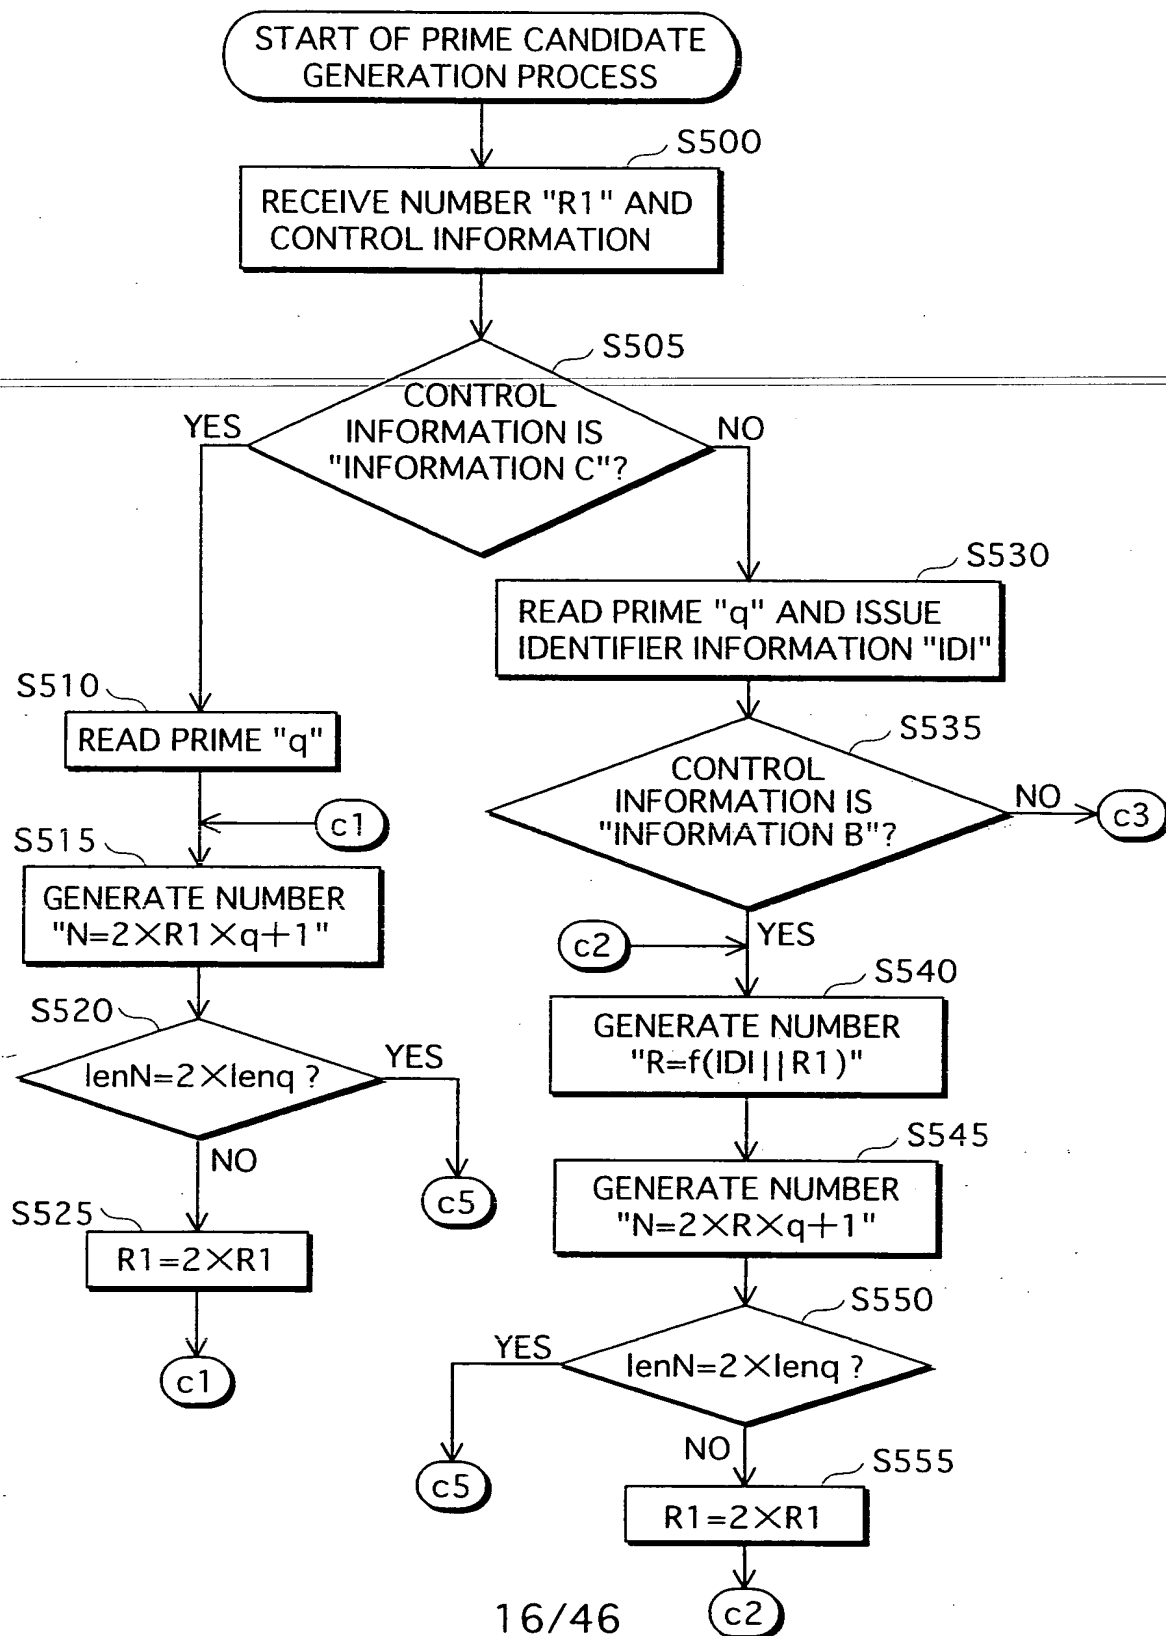 START OF PRIME CANDIDATE
GENERATION PROCESS
S500
RECEIVE NUMBER "R1" AND
CONTROL INFORMATION
S505
CONTROL
INFORMATION IS
"INFORMATION C"?
YES
NO
S530
READ PRIME "q" AND ISSUE
IDENTIFIER INFORMATION "IDI"
S510
READ PRIME "q"
S535
CONTROL
INFORMATION IS
"INFORMATION B"?
NO
c3
c1
S515
GENERATE NUMBER
"N=2×R1×q+1"
YES
c2
S540
GENERATE NUMBER
"R=f(IDI||R1)"
S520
lenN=2×lenq ?
YES
c5
NO
S525
R1=2×R1
c1
S545
GENERATE NUMBER
"N=2×R×q+1"
S550
lenN=2×lenq ?
YES
c5
NO
S555
R1=2×R1
c2
16/46